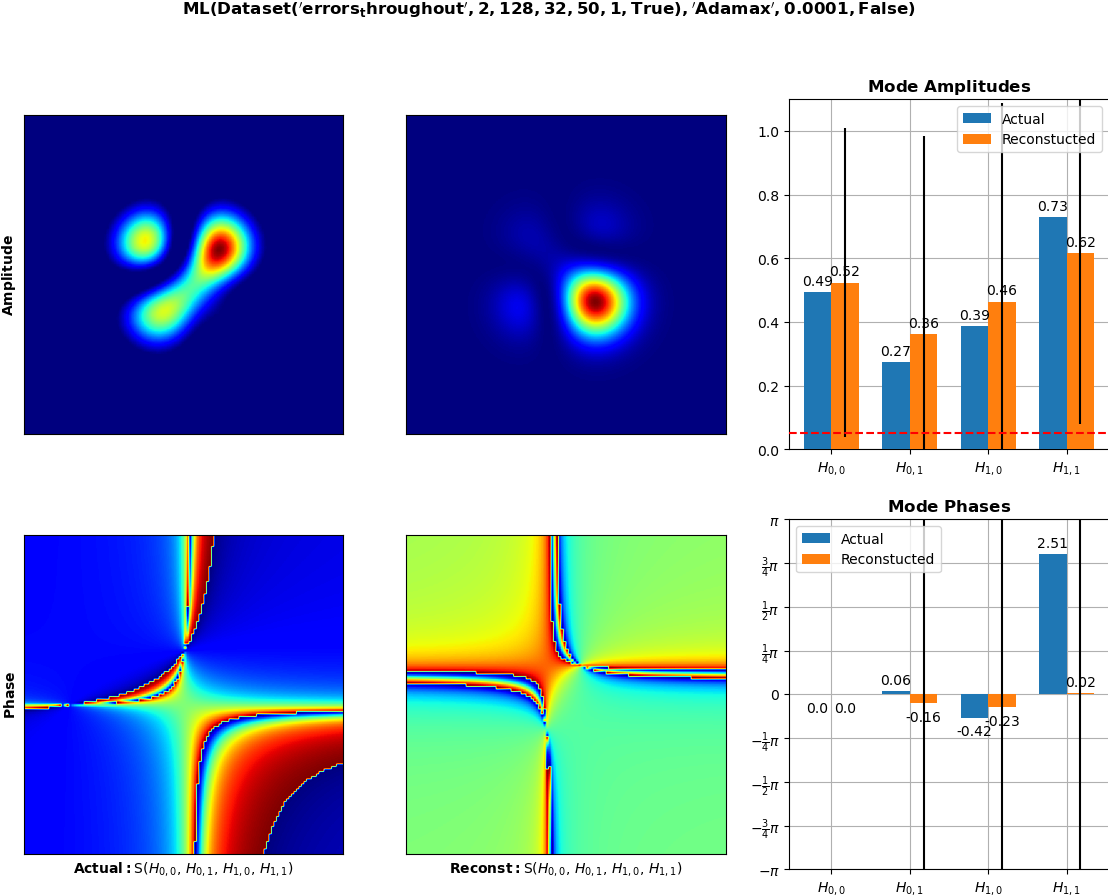 ML(Dataset('errors_throughout', 2, 128, 32, 50, 1, True), 'Adamax', 0.0001, False)
Amplitude
Mode Amplitudes
Actual
Reconstucted
1.0
0.8
0.6
0.4
0.2
0.0
0.49
0.52
0.27
0.36
0.39
0.46
0.73
0.62
H0,0
H0,1
H1,0
H1,1
Phase
Actual: S(H0,0, H0,1, H1,0, H1,1)
Reconst: S(H0,0, H0,1, H1,0, H1,1)
Mode Phases
Actual
Reconstucted
π
3/4π
1/2π
1/4π
0
−1/4π
−1/2π
−3/4π
−π
0.0
0.0
0.06
-0.16
-0.42
-0.23
2.51
0.02
H0,0
H0,1
H1,0
H1,1